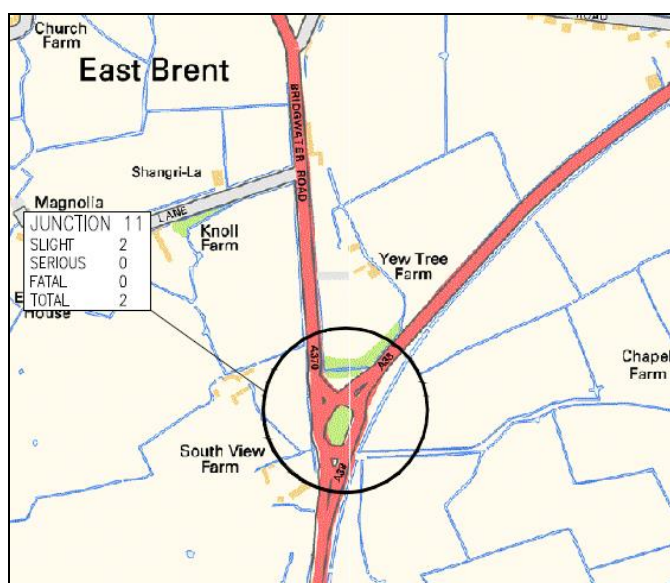 Church
Farm
ROAD
East Brent
BRIDGWATER ROAD
Shangri-La
Magnolia
LANE
JUNCTION 11
SLIGHT 2
SERIOUS 0
FATAL 0
TOTAL 2
House
Knoll
Farm
Yew Tree
Farm
A370
A38
Chapel
Farm
South View
Farm